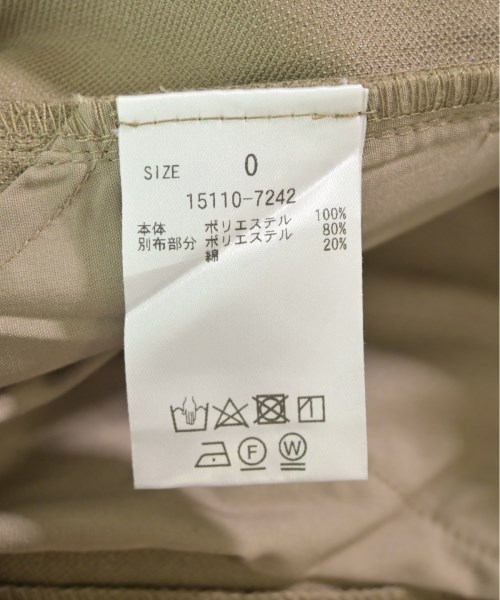 SIZE 0
15110-7242
本体 ポリエステル 100%
別布部分 ポリエステル 80%
綿 20%
F W